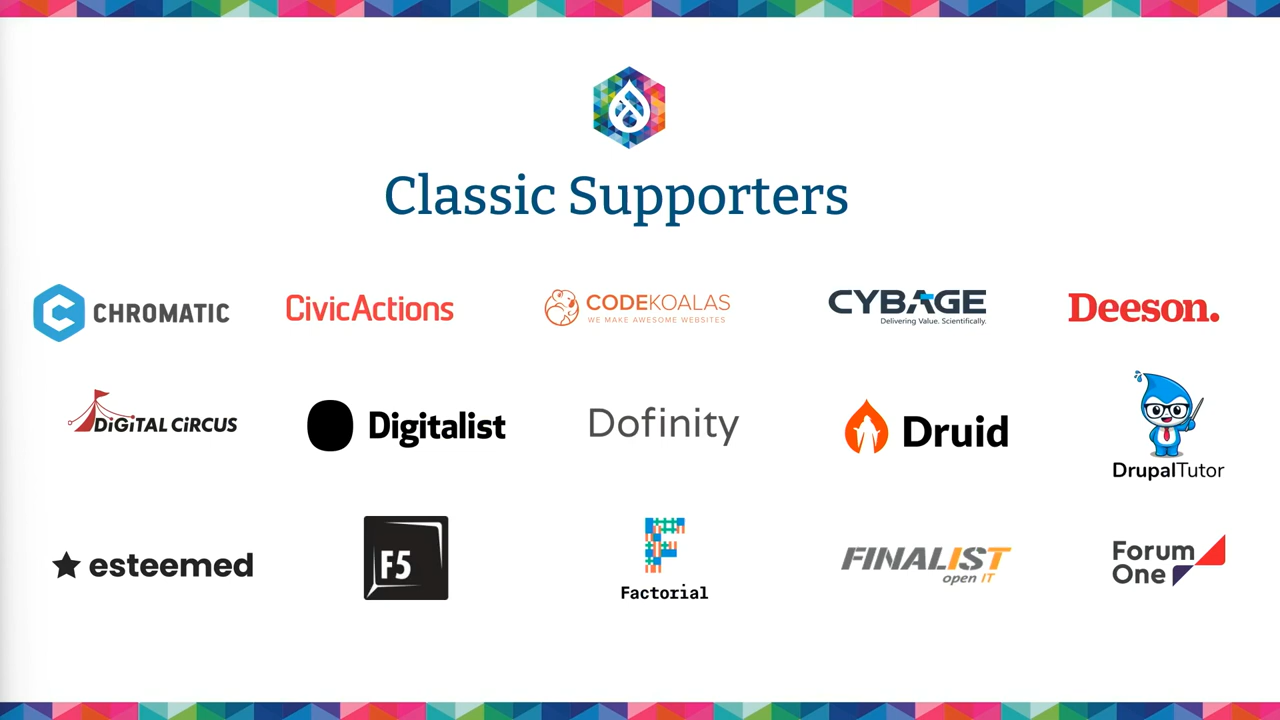 Classic Supporters
CHROMATIC
CivicActions
CODEKOALAS
WE MAKE AWESOME WEBSITES
CYBAGE
Delivering Value. Scientifically.
Deeson.
DiGiTAL CiRCUS
Digitalist
Dofinity
Druid
DrupalTutor
esteemed
F5
Factorial
FINALIST
open IT
Forum
One